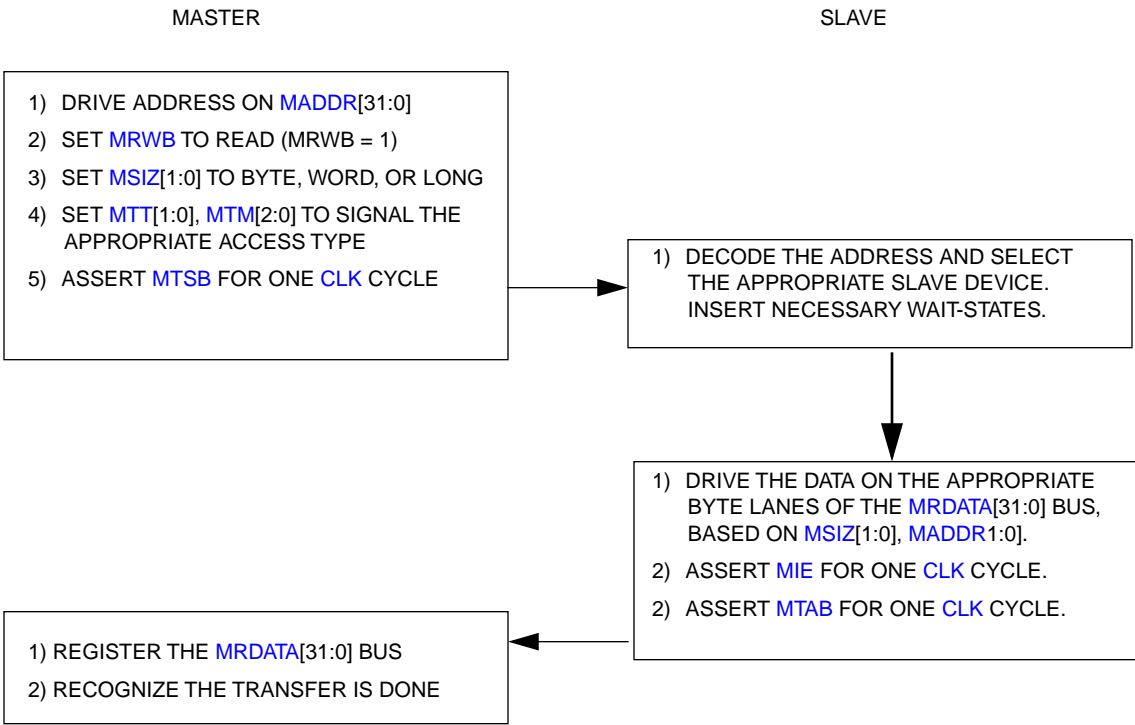 MASTER
SLAVE
1) DRIVE ADDRESS ON MADDR[31:0]
2) SET MRWB TO READ (MRWB = 1)
3) SET MSIZ[1:0] TO BYTE, WORD, OR LONG
4) SET MTT[1:0], MTM[2:0] TO SIGNAL THE
APPROPRIATE ACCESS TYPE
5) ASSERT MTSB FOR ONE CLK CYCLE
1) DECODE THE ADDRESS AND SELECT
THE APPROPRIATE SLAVE DEVICE.
INSERT NECESSARY WAIT-STATES.
1) DRIVE THE DATA ON THE APPROPRIATE
BYTE LANES OF THE MRDATA[31:0] BUS,
BASED ON MSIZ[1:0], MADDR1:0].
2) ASSERT MIE FOR ONE CLK CYCLE.
2) ASSERT MTAB FOR ONE CLK CYCLE.
1) REGISTER THE MRDATA[31:0] BUS
2) RECOGNIZE THE TRANSFER IS DONE